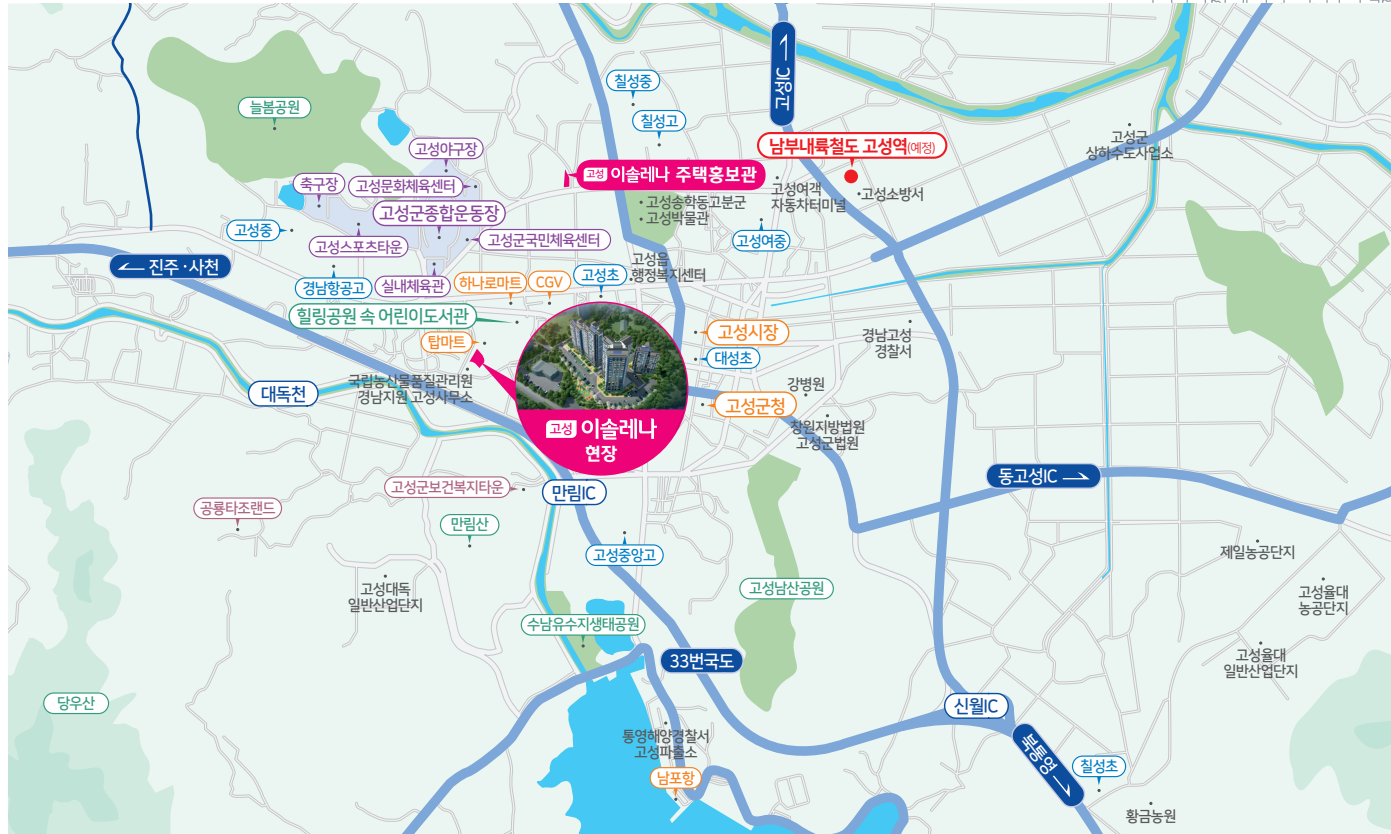 고성IC
칠성중
칠성고
늘봄공원
고성야구장
남부내륙철도 고성역(예정)
고성군
상하수도사업소
고성 이솔레나 주택홍보관
축구장
고성문화체육센터
고성여객
자동차터미널
고성소방서
고성송학동고분군
고성박물관
고성군종합운동장
고성중
고성스포츠타운
고성군국민체육센터
고성여중
진주·사천
고성읍
행정복지센터
경남항공고
실내체육관
하나로마트
CGV
고성초
힐링공원 속 어린이도서관
탑마트
고성시장
대성초
경남고성
경찰서
국립농산물품질관리원
경남지원 고성사무소
대독천
강병원
고성군청
고성 이솔레나
현장
창원지방법원
고성군법원
동고성IC
고성군보건복지타운
만림IC
공룡타조랜드
만림산
고성중앙고
제일농공단지
고성대독
일반산업단지
고성남산공원
고성율대
농공단지
수남유수지생태공원
33번국도
고성율대
일반산업단지
당우산
신월IC
통영해양경찰서
고성파출소
북통영
칠성초
남포항
황금농원